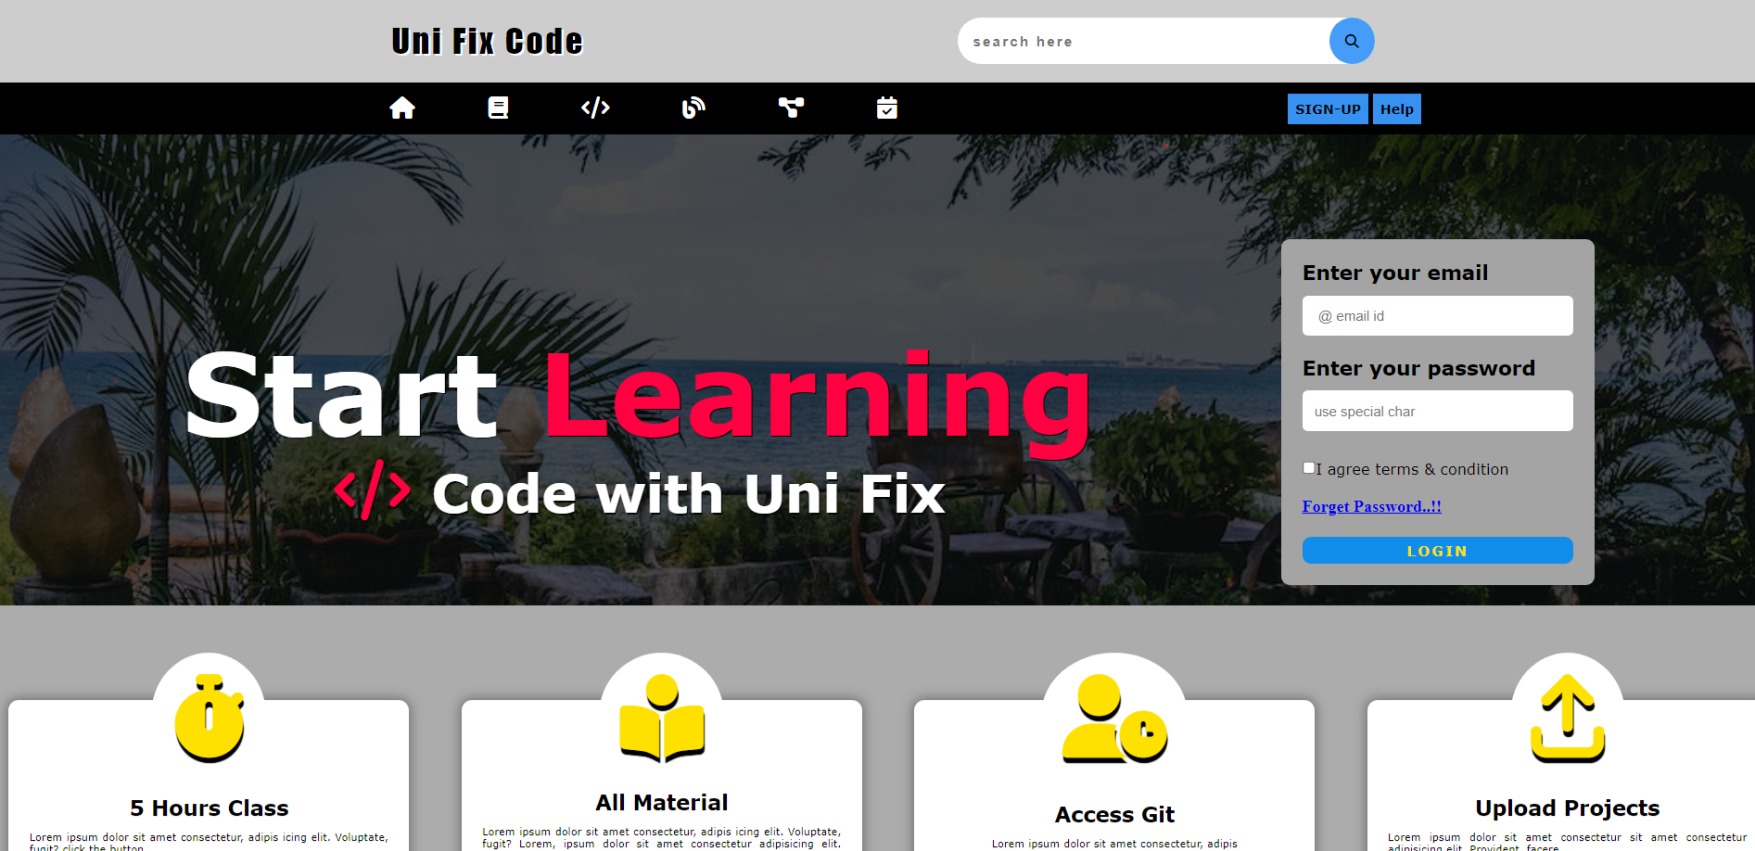 Uni Fix Code
search here
SIGN-UP Help
Start Learning
Code with Uni Fix
Enter your email
@ email id
Enter your password
use special char
I agree terms & condition
Forget Password..!!
LOGIN
5 Hours Class
Lorem ipsum dolor sit amet consectetur, adipis icing elit. Voluptate,
fugit? click the button
All Material
Lorem ipsum dolor sit amet consectetur, adipis icing elit. Voluptate,
fugit? Lorem, ipsum dolor sit amet consectetur adipisicing elit.
Access Git
Lorem ipsum dolor sit amet consectetur, adipis
Upload Projects
Lorem ipsum dolor sit amet consectetur sit amet consectetur
adipisicing elit. Provident, facere